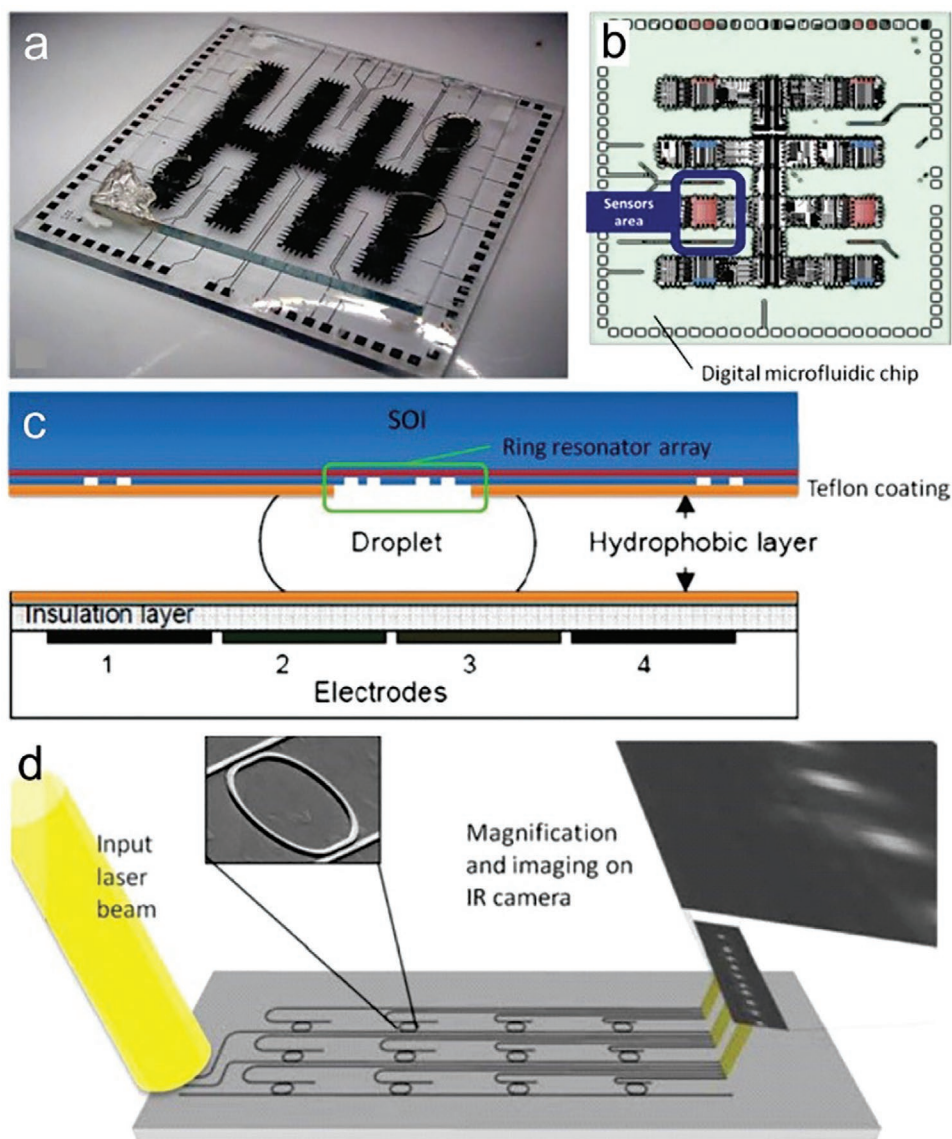 a
b
Sensors
area
Digital microfluidic chip
c
SOI
Ring resonator array
Teflon coating
Droplet
Hydrophobic layer
Insulation layer
1
2
3
4
Electrodes
d
Input
laser
beam
Magnification
and imaging on
IR camera